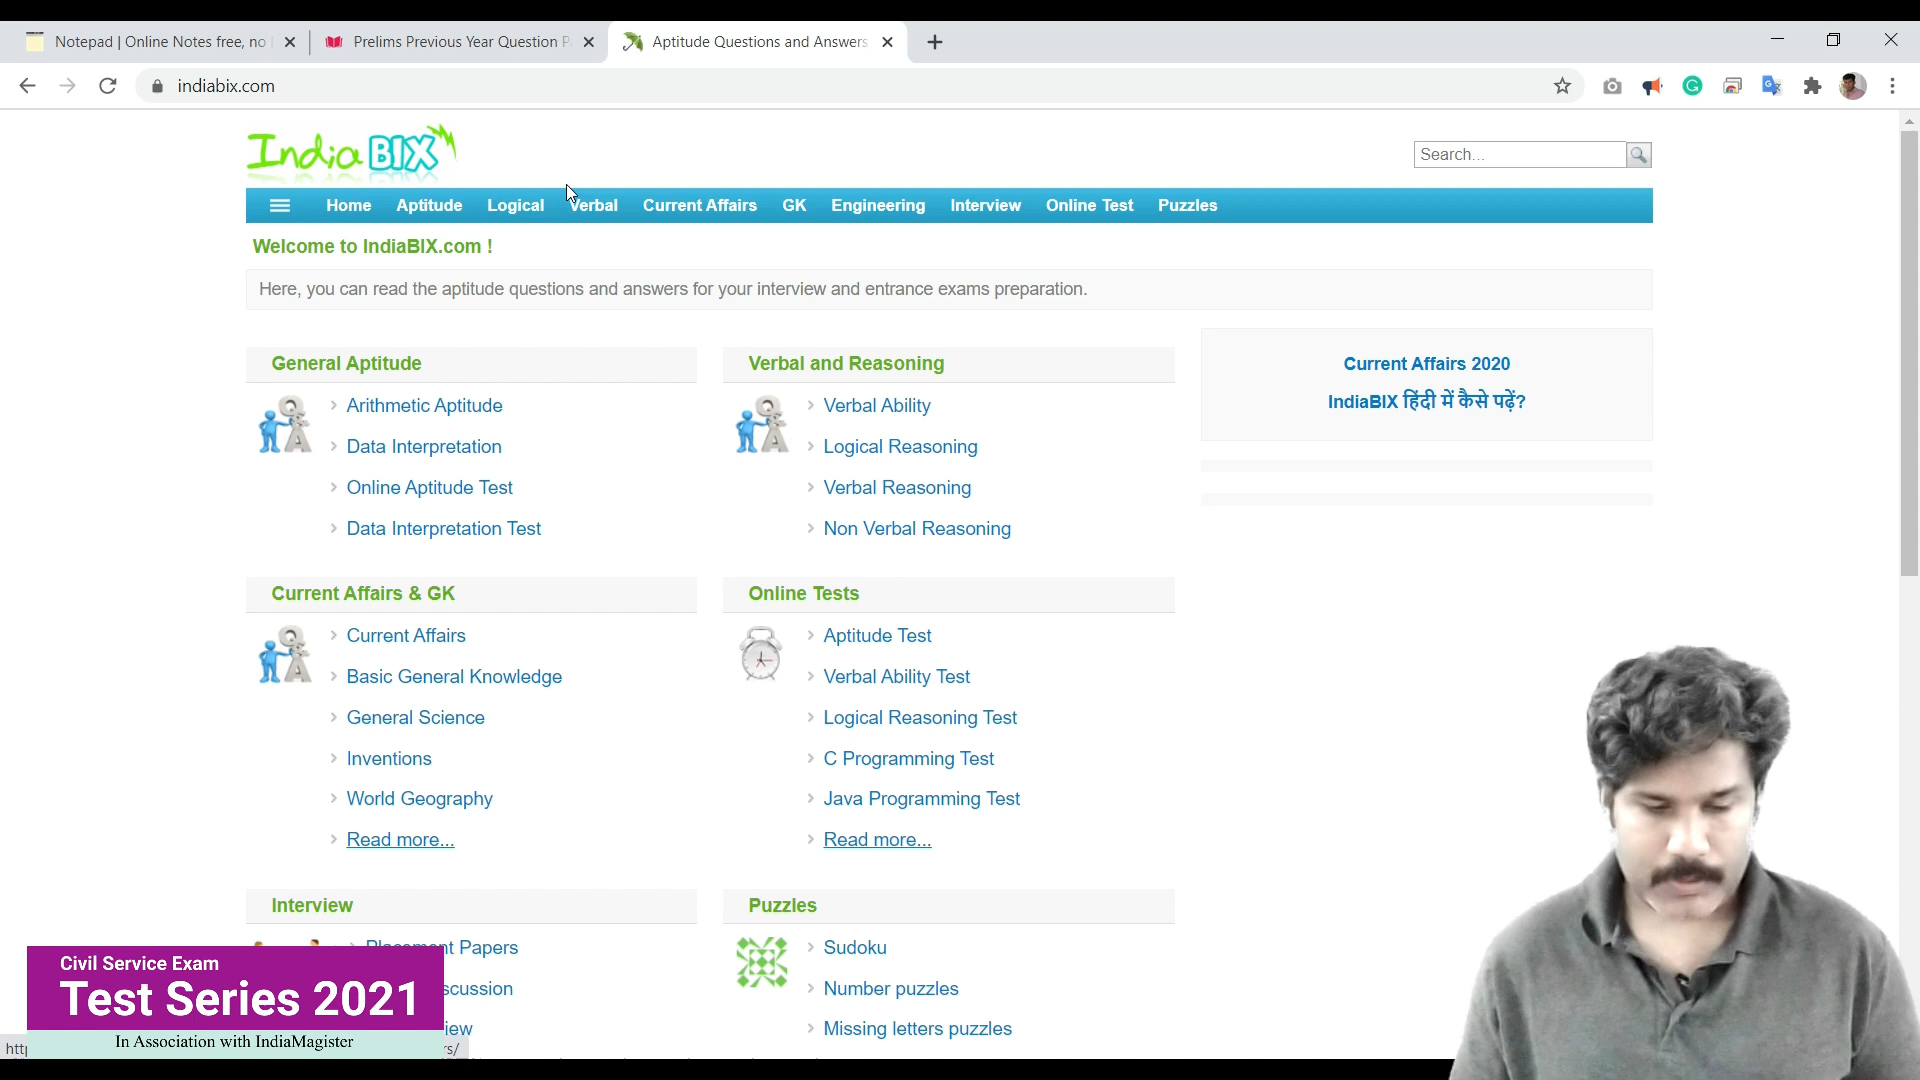 Notepad | Online Notes free, no
Prelims Previous Year Question P
Aptitude Questions and Answers
indiabix.com
India BIX
Search...
Home
Aptitude
Logical
Verbal
Current Affairs
GK
Engineering
Interview
Online Test
Puzzles
Welcome to IndiaBIX.com !
Here, you can read the aptitude questions and answers for your interview and entrance exams preparation.
General Aptitude
Arithmetic Aptitude
Data Interpretation
Online Aptitude Test
Data Interpretation Test
Verbal and Reasoning
Verbal Ability
Logical Reasoning
Verbal Reasoning
Non Verbal Reasoning
Current Affairs 2020
IndiaBIX हिंदी में कैसे पढ़ें?
Current Affairs & GK
Current Affairs
Basic General Knowledge
General Science
Inventions
World Geography
Read more...
Online Tests
Aptitude Test
Verbal Ability Test
Logical Reasoning Test
C Programming Test
Java Programming Test
Read more...
Interview
Placement Papers
scussion
iew
Puzzles
Sudoku
Number puzzles
Missing letters puzzles
Civil Service Exam
Test Series 2021
In Association with IndiaMagister
htt
rs/